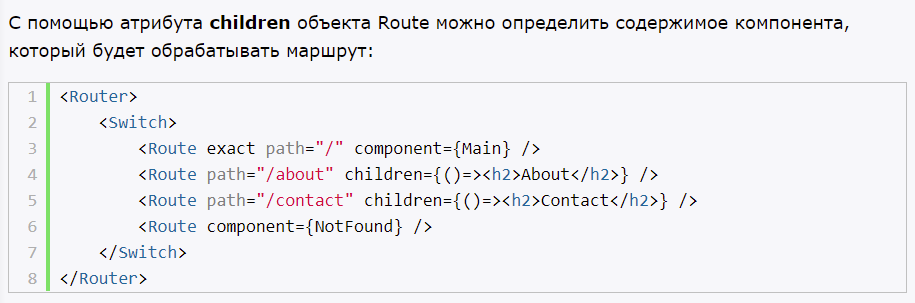 С помощью атрибута children объекта Route можно определить содержимое компонента,
который будет обрабатывать маршрут:
1 <Router>
2     <Switch>
3         <Route exact path="/" component={Main} />
4         <Route path="/about" children={()=><h2>About</h2>} />
5         <Route path="/contact" children={()=><h2>Contact</h2>} />
6         <Route component={NotFound} />
7     </Switch>
8 </Router>